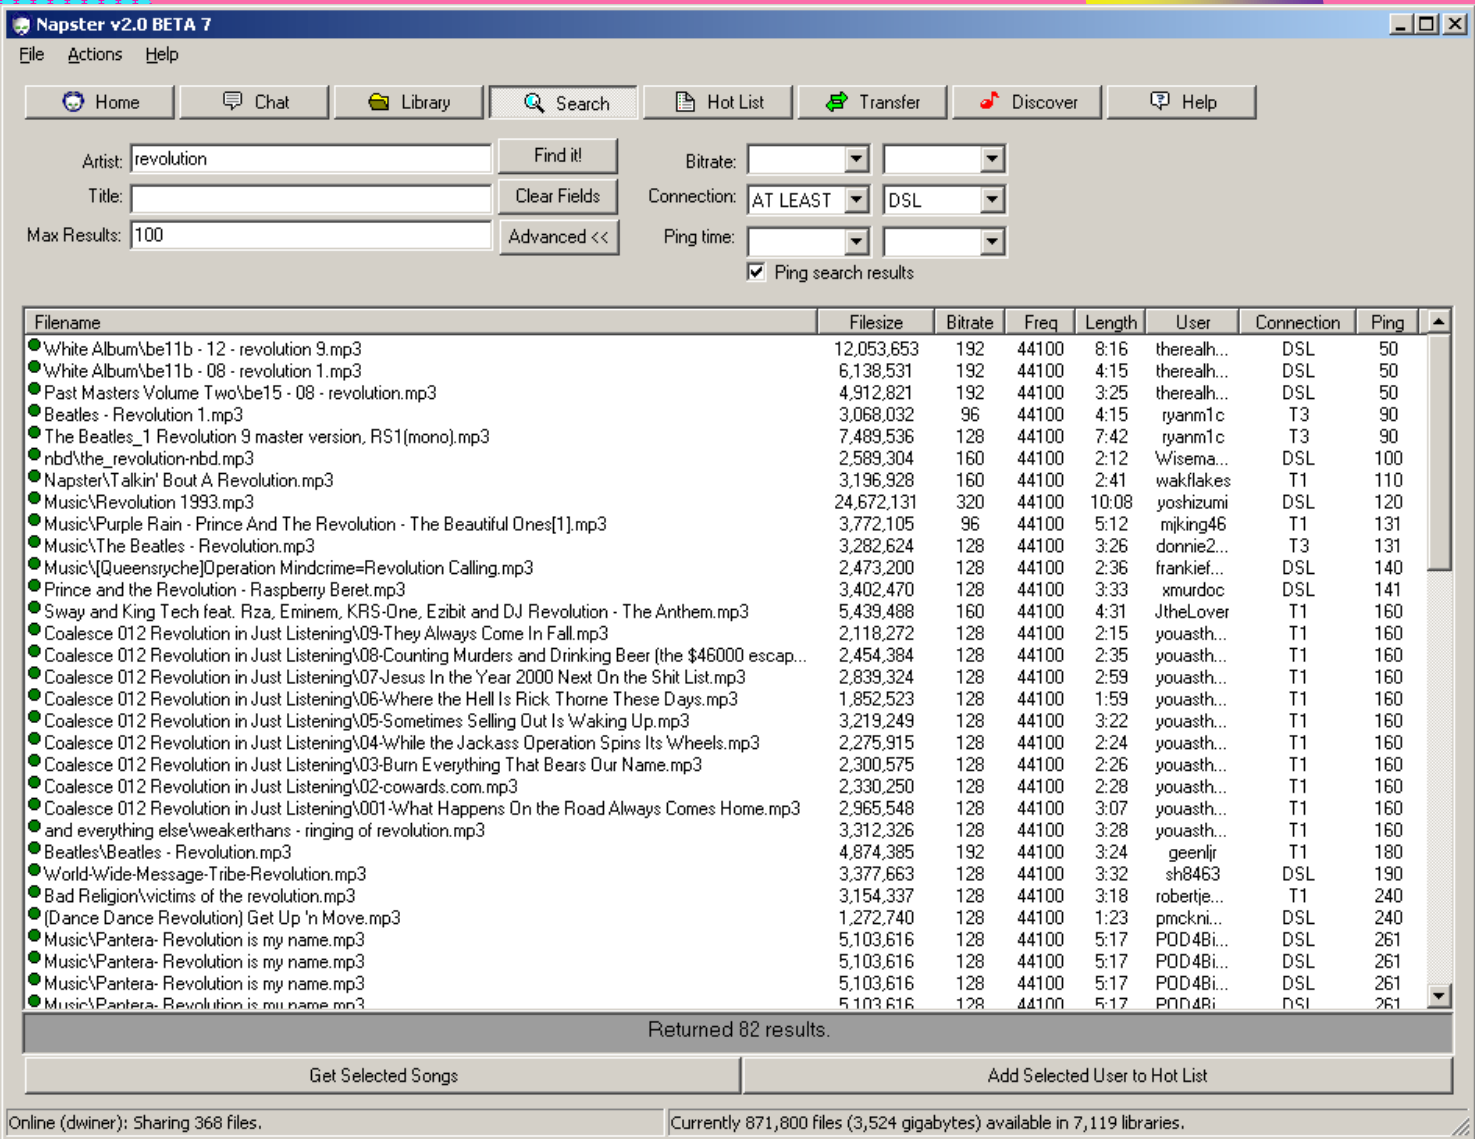 Napster v2.0 BETA 7
File Actions Help
Home Chat Library Search Hot List Transfer Discover Help
Artist: revolution Find it! Bitrate:
Title: Clear Fields Connection: AT LEAST DSL
Max Results: 100 Advanced << Ping time:
Ping search results
Filename Filesize Bitrate Freq Length User Connection Ping
White Album\be11b - 12 - revolution 9.mp3 12,053,653 192 44100 8:16 therealh... DSL 50
White Album\be11b - 08 - revolution 1.mp3 6,138,531 192 44100 4:15 therealh... DSL 50
Past Masters Volume Two\be15 - 08 - revolution.mp3 4,912,821 192 44100 3:25 therealh... DSL 50
Beatles - Revolution 1.mp3 3,068,032 96 44100 4:15 ryanm1c T3 90
The Beatles_1 Revolution 9 master version, RS1(mono).mp3 7,489,536 128 44100 7:42 ryanm1c T3 90
nbd\the_revolution-nbd.mp3 2,589,304 160 44100 2:12 Wisema... DSL 100
Napster\Talkin' Bout A Revolution.mp3 3,196,928 160 44100 2:41 wakflakes T1 110
Music\Revolution 1993.mp3 24,672,131 320 44100 10:08 yoshizumi DSL 120
Music\Purple Rain - Prince And The Revolution - The Beautiful Ones[1].mp3 3,772,105 96 44100 5:12 mjking46 T1 131
Music\The Beatles - Revolution.mp3 3,282,624 128 44100 3:26 donnie2... T3 131
Music\[Queensryche]Operation Mindcrime=Revolution Calling.mp3 2,473,200 128 44100 2:36 frankief... DSL 140
Prince and the Revolution - Raspberry Beret.mp3 3,402,470 128 44100 3:33 xmurdoc DSL 141
Sway and King Tech feat. Rza, Eminem, KRS-One, Ezibit and DJ Revolution - The Anthem.mp3 5,439,488 160 44100 4:31 JtheLover T1 160
Coalesce 012 Revolution in Just Listening\09-They Always Come In Fall.mp3 2,118,272 128 44100 2:15 youasth... T1 160
Coalesce 012 Revolution in Just Listening\08-Counting Murders and Drinking Beer (the $46000 escap... 2,454,384 128 44100 2:35 youasth... T1 160
Coalesce 012 Revolution in Just Listening\07-Jesus In the Year 2000 Next On the Shit List.mp3 2,839,324 128 44100 2:59 youasth... T1 160
Coalesce 012 Revolution in Just Listening\06-Where the Hell Is Rick Thorne These Days.mp3 1,852,523 128 44100 1:59 youasth... T1 160
Coalesce 012 Revolution in Just Listening\05-Sometimes Selling Out Is Waking Up.mp3 3,219,249 128 44100 3:22 youasth... T1 160
Coalesce 012 Revolution in Just Listening\04-While the Jackass Operation Spins Its Wheels.mp3 2,275,915 128 44100 2:24 youasth... T1 160
Coalesce 012 Revolution in Just Listening\03-Burn Everything That Bears Our Name.mp3 2,300,575 128 44100 2:26 youasth... T1 160
Coalesce 012 Revolution in Just Listening\02-cowards.com.mp3 2,330,250 128 44100 2:28 youasth... T1 160
Coalesce 012 Revolution in Just Listening\001-What Happens On the Road Always Comes Home.mp3 2,965,548 128 44100 3:07 youasth... T1 160
and everything else\weakerthans - ringing of revolution.mp3 3,312,326 128 44100 3:28 youasth... T1 160
Beatles\Beatles - Revolution.mp3 4,874,385 192 44100 3:24 geenljr T1 180
World-Wide-Message-Tribe-Revolution.mp3 3,377,663 128 44100 3:32 sh8463 DSL 190
Bad Religion\victims of the revolution.mp3 3,154,337 128 44100 3:18 robertje... T1 240
(Dance Dance Revolution) Get Up 'n Move.mp3 1,272,740 128 44100 1:23 pmckni... DSL 240
Music\Pantera- Revolution is my name.mp3 5,103,616 128 44100 5:17 POD4Bi... DSL 261
Music\Pantera- Revolution is my name.mp3 5,103,616 128 44100 5:17 POD4Bi... DSL 261
Music\Pantera- Revolution is my name.mp3 5,103,616 128 44100 5:17 POD4Bi... DSL 261
Music\Pantera- Revolution is my name.mp3 5,103,616 128 44100 5:17 POD4Bi... DSL 261
Returned 82 results.
Get Selected Songs Add Selected User to Hot List
Online (dwiner): Sharing 368 files. Currently 871,800 files (3,524 gigabytes) available in 7,119 libraries.